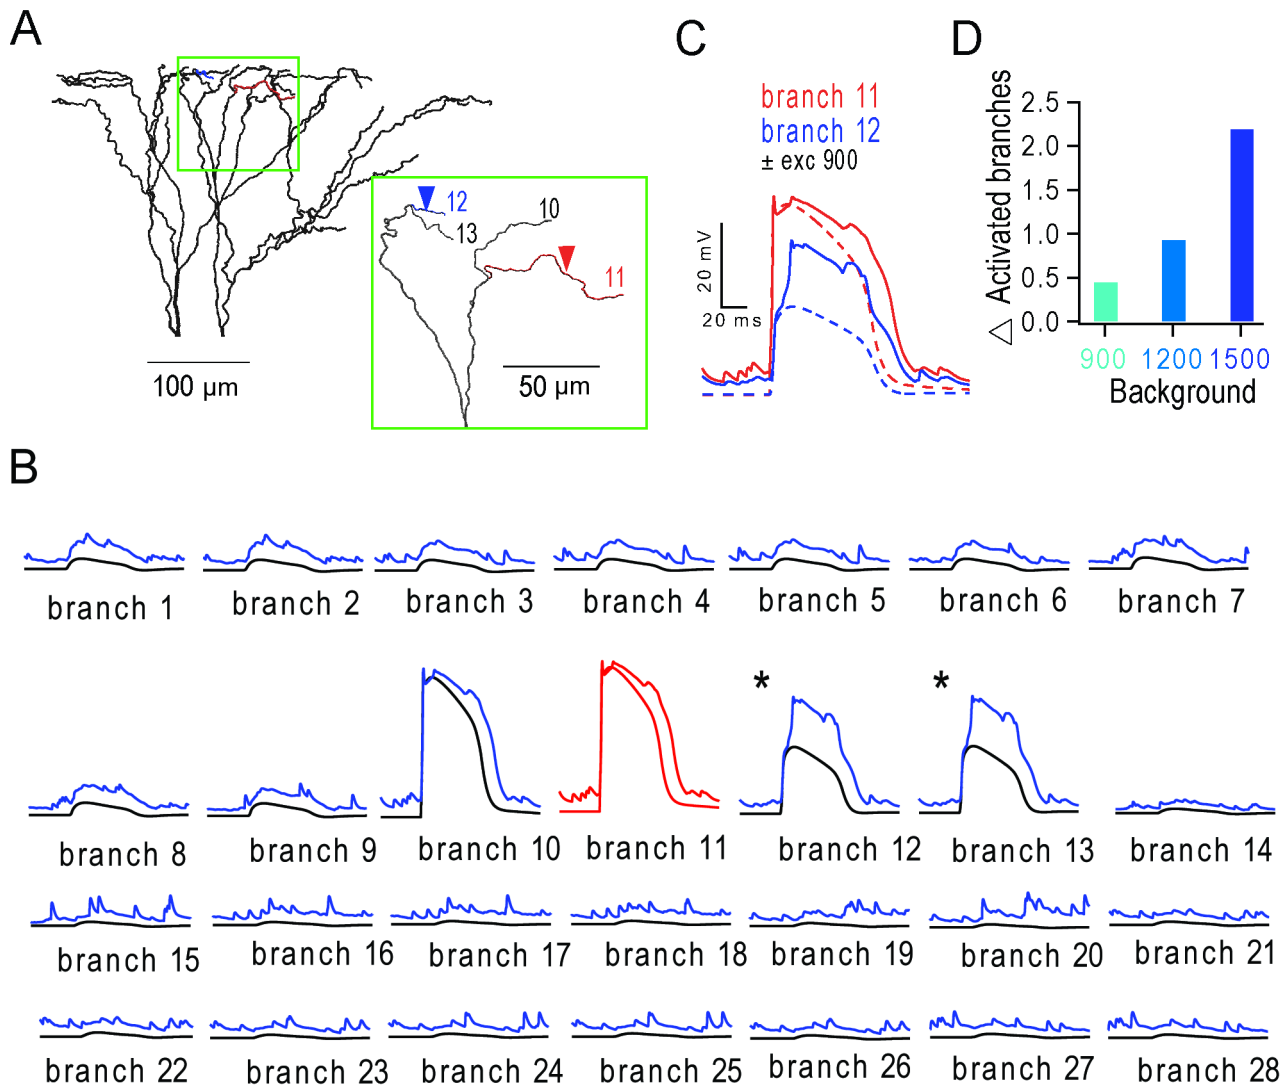 A
12
13
10
11
100 µm
50 µm
C
branch 11
branch 12
± exc 900
20 mV
20 ms
D
△ Activated branches
2.5
2.0
1.5
1.0
0.5
0.0
900 1200 1500
Background
B
branch 1 branch 2 branch 3 branch 4 branch 5 branch 6 branch 7
* *
branch 8 branch 9 branch 10 branch 11 branch 12 branch 13 branch 14
branch 15 branch 16 branch 17 branch 18 branch 19 branch 20 branch 21
branch 22 branch 23 branch 24 branch 25 branch 26 branch 27 branch 28